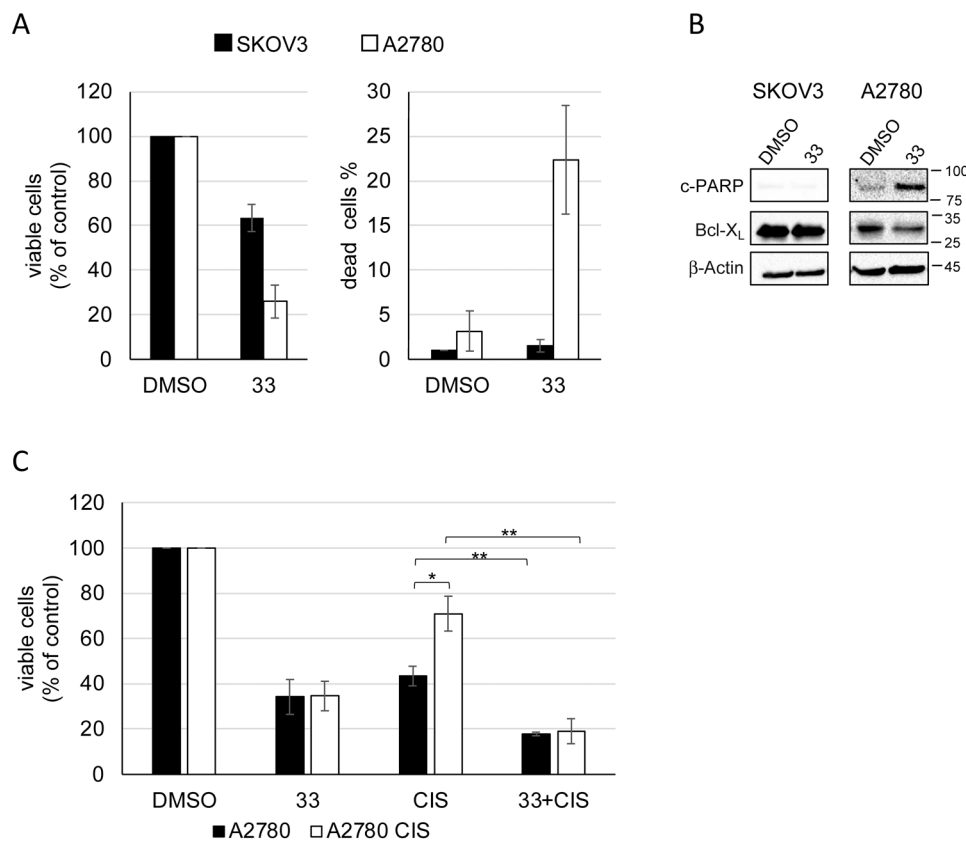 A
SKOV3 A2780
120
100
80
60
40
20
0
viable cells
(% of control)
DMSO 33
30
25
20
15
10
5
0
dead cells %
DMSO 33
B
SKOV3 A2780
DMSO 33 DMSO 33
c-PARP
100
75
Bcl-XL
35
25
β-Actin
45
C
120
100
80
60
40
20
0
viable cells
(% of control)
**
**
*
DMSO 33 CIS 33+CIS
A2780 A2780 CIS